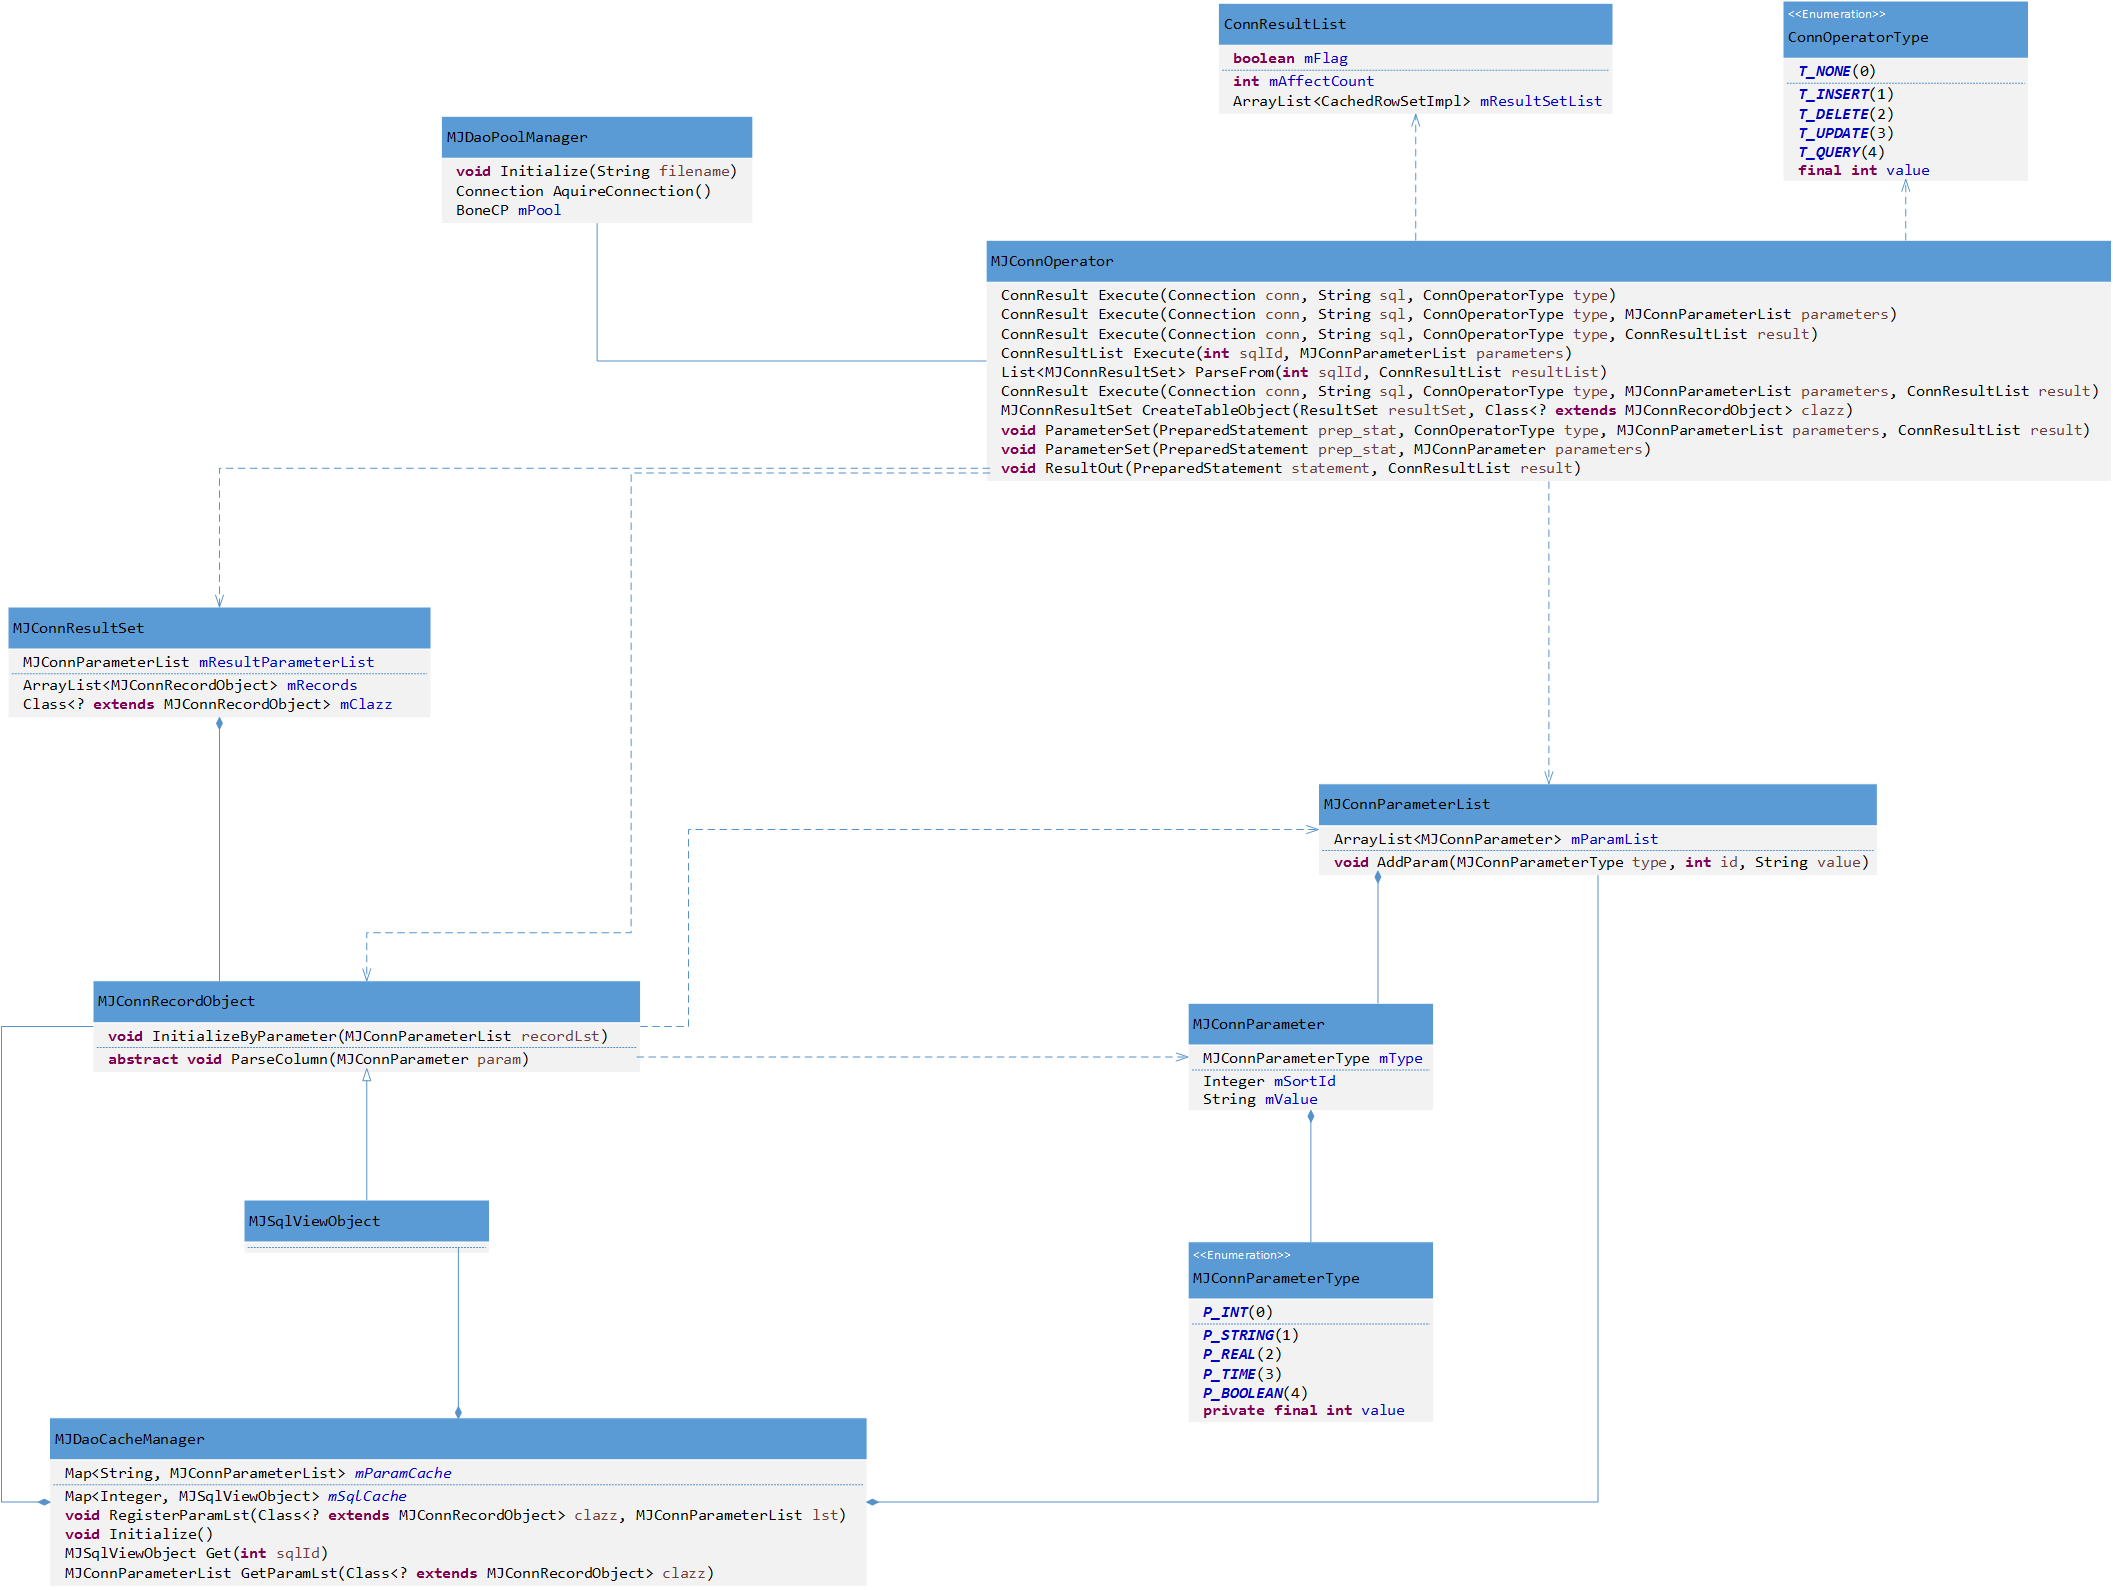 ConnResultList
boolean mFlag
int mAffectCount
ArrayList<CachedRowSetImpl> mResultSetList
<<Enumeration>>
ConnOperatorType
T_NONE(0)
T_INSERT(1)
T_DELETE(2)
T_UPDATE(3)
T_QUERY(4)
final int value
MJDaoPoolManager
void Initialize(String filename)
Connection AquireConnection()
BoneCP mPool
MJConnOperator
ConnResult Execute(Connection conn, String sql, ConnOperatorType type)
ConnResult Execute(Connection conn, String sql, ConnOperatorType type, MJConnParameterList parameters)
ConnResult Execute(Connection conn, String sql, ConnOperatorType type, ConnResultList result)
ConnResultList Execute(int sqlId, MJConnParameterList parameters)
List<MJConnResultSet> ParseFrom(int sqlId, ConnResultList resultList)
ConnResult Execute(Connection conn, String sql, ConnOperatorType type, MJConnParameterList parameters, ConnResultList result)
MJConnResultSet CreateTableObject(ResultSet resultSet, Class<? extends MJConnRecordObject> clazz)
void ParameterSet(PreparedStatement prep_stat, ConnOperatorType type, MJConnParameterList parameters, ConnResultList result)
void ParameterSet(PreparedStatement prep_stat, MJConnParameter parameters)
void ResultOut(PreparedStatement statement, ConnResultList result)
MJConnResultSet
MJConnParameterList mResultParameterList
ArrayList<MJConnRecordObject> mRecords
Class<? extends MJConnRecordObject> mClazz
MJConnParameterList
ArrayList<MJConnParameter> mParamList
void AddParam(MJConnParameterType type, int id, String value)
MJConnRecordObject
void InitializeByParameter(MJConnParameterList recordLst)
abstract void ParseColumn(MJConnParameter param)
MJConnParameter
MJConnParameterType mType
Integer mSortId
String mValue
MJSqlViewObject
<<Enumeration>>
MJConnParameterType
P_INT(0)
P_STRING(1)
P_REAL(2)
P_TIME(3)
P_BOOLEAN(4)
private final int value
MJDaoCacheManager
Map<String, MJConnParameterList> mParamCache
Map<Integer, MJSqlViewObject> mSqlCache
void RegisterParamLst(Class<? extends MJConnRecordObject> clazz, MJConnParameterList lst)
void Initialize()
MJSqlViewObject Get(int sqlId)
MJConnParameterList GetParamLst(Class<? extends MJConnRecordObject> clazz)